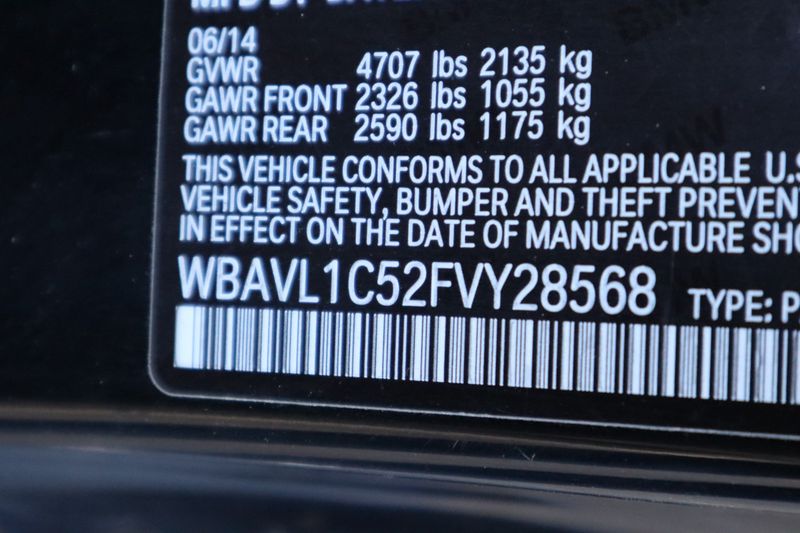 06/14
GVWR 4707 lbs 2135 kg
GAWR FRONT 2326 lbs 1055 kg
GAWR REAR 2590 lbs 1175 kg
THIS VEHICLE CONFORMS TO ALL APPLICABLE U.S
VEHICLE SAFETY, BUMPER AND THEFT PREVEN
IN EFFECT ON THE DATE OF MANUFACTURE SHO
WBAVL1C52FVY28568 TYPE: P